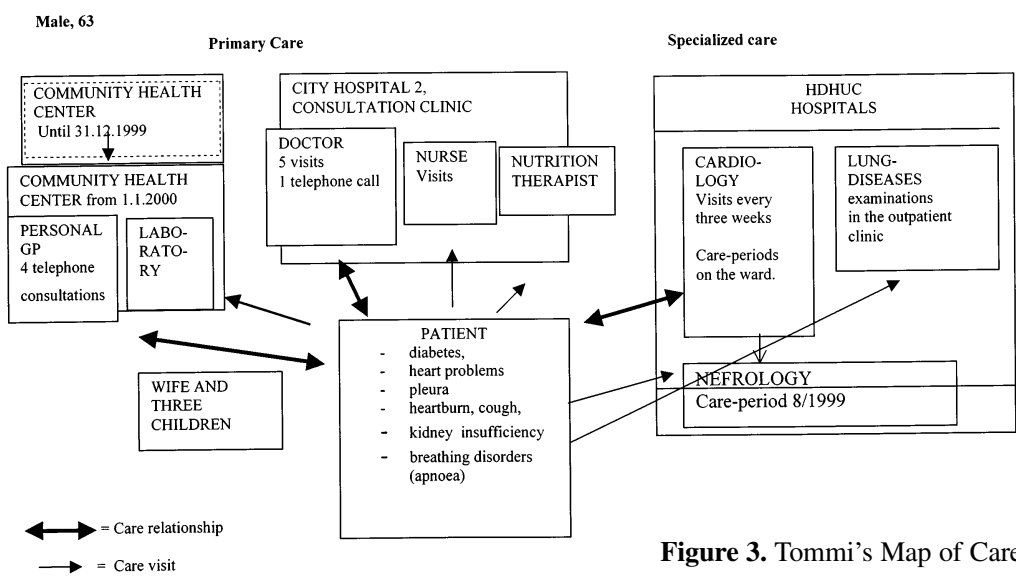 Male, 63
Primary Care
Specialized care
COMMUNITY HEALTH
CENTER
Until 31.12.1999
COMMUNITY HEALTH
CENTER from 1.1.2000
PERSONAL
GP
4 telephone
consultations
LABO-
RATO-
RY
CITY HOSPITAL 2,
CONSULTATION CLINIC
DOCTOR
5 visits
1 telephone call
NURSE
Visits
NUTRITION
THERAPIST
HDHUC
HOSPITALS
CARDIO-
LOGY
Visits every
three weeks
Care-periods
on the ward.
LUNG-
DISEASES
examinations
in the outpatient
clinic
NEFROLOGY
Care-period 8/1999
PATIENT
- diabetes,
- heart problems
- pleura
- heartburn, cough,
- kidney insufficiency
- breathing disorders
(apnoea)
WIFE AND
THREE
CHILDREN
= Care relationship
= Care visit
Figure 3. Tommi's Map of Care